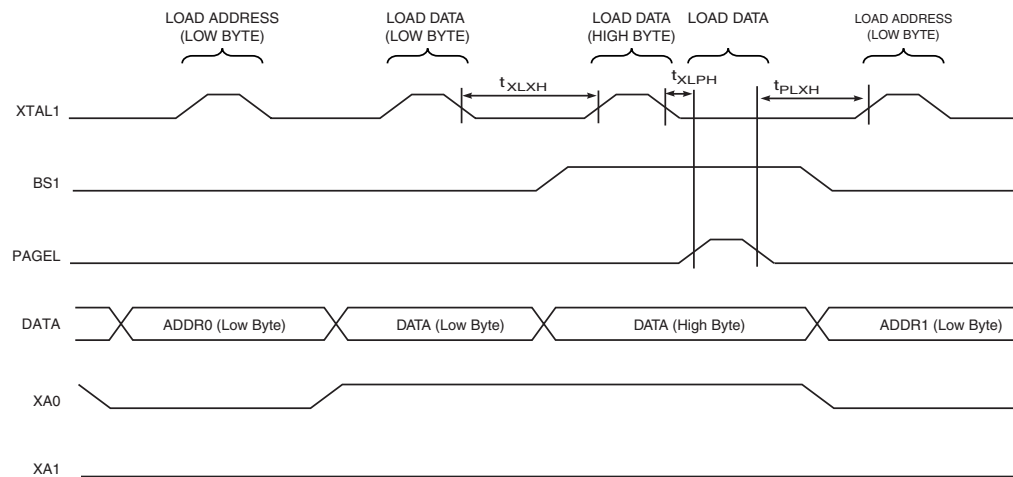 LOAD ADDRESS
(LOW BYTE)
LOAD DATA
(LOW BYTE)
LOAD DATA
(HIGH BYTE)
LOAD DATA
LOAD ADDRESS
(LOW BYTE)
XTAL1
tXLXH
tXLPH
tPLXH
BS1
PAGEL
DATA
ADDR0 (Low Byte)
DATA (Low Byte)
DATA (High Byte)
ADDR1 (Low Byte)
XA0
XA1